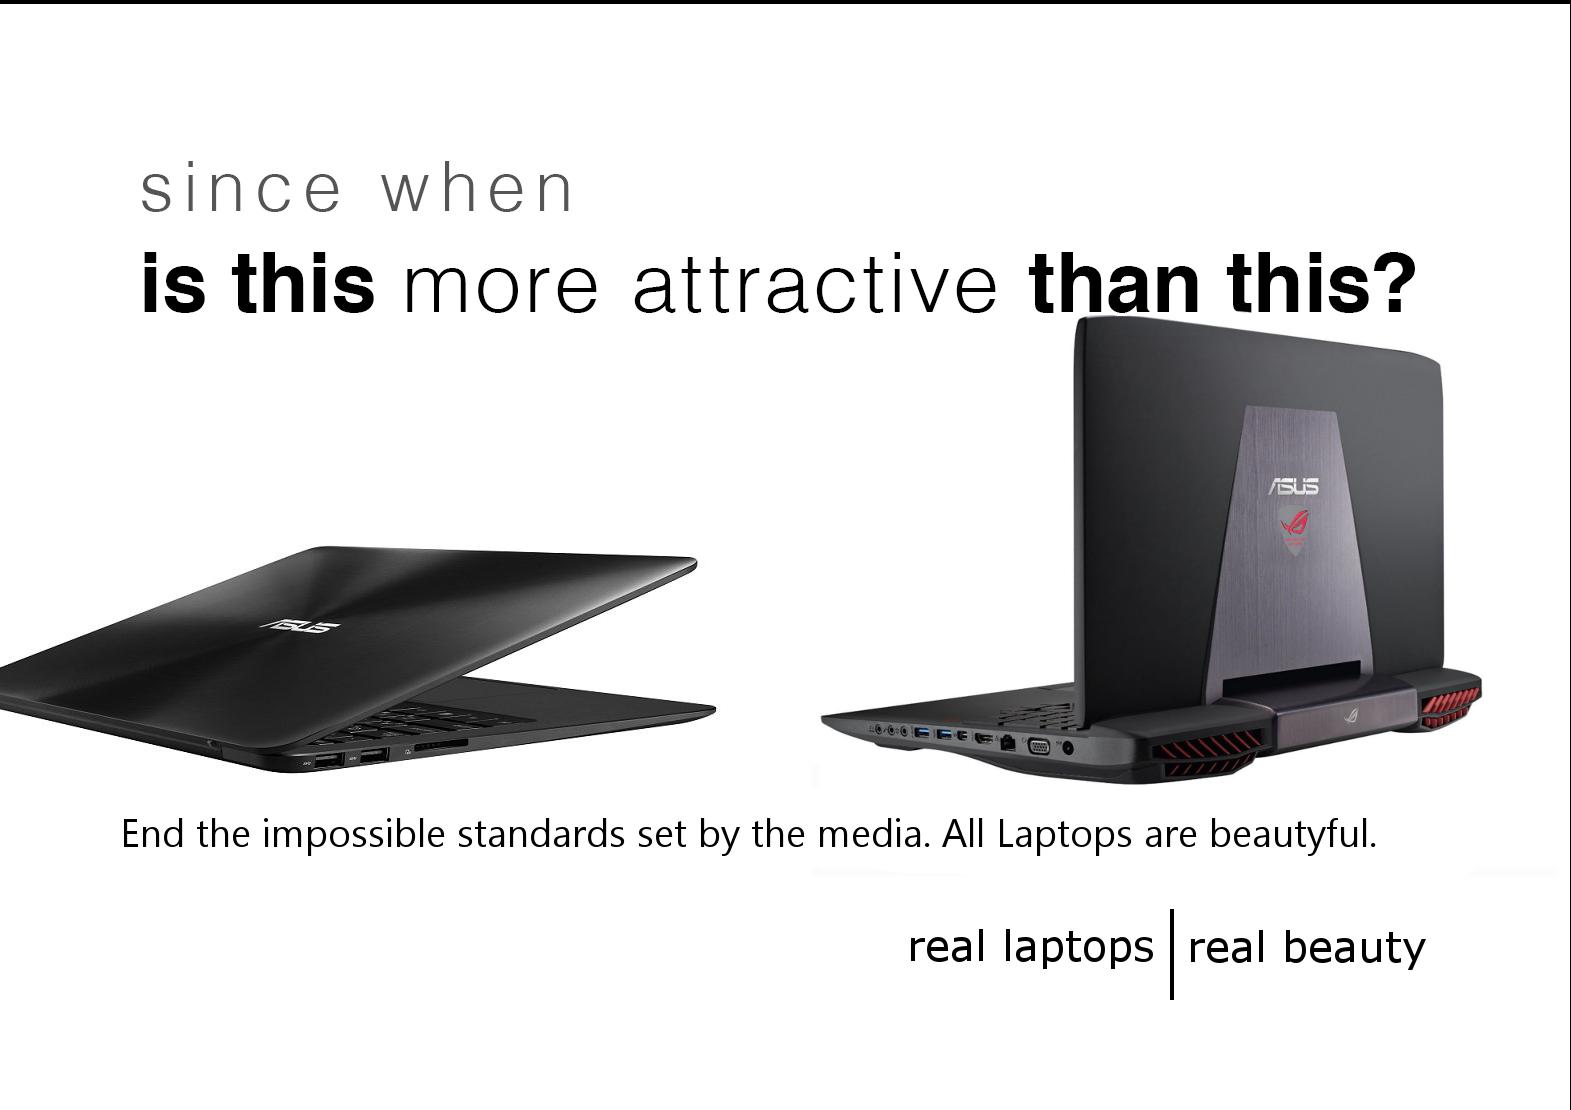 since when
is this more attractive than this?
ASUS
ASUS
End the impossible standards set by the media. All Laptops are beautyful.
real laptops | real beauty